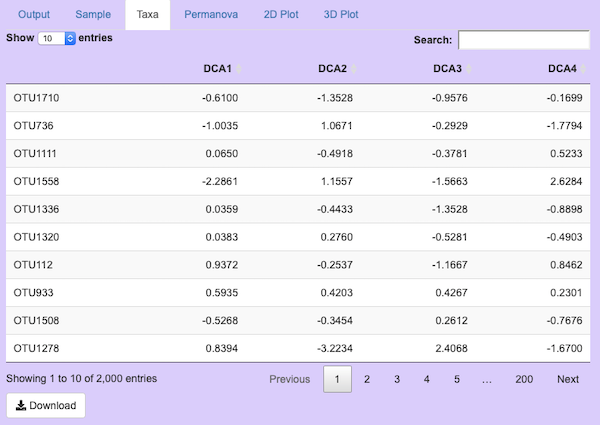 Output Sample Taxa Permanova 2D Plot 3D Plot
Show 10 entries Search:
DCA1 DCA2 DCA3 DCA4
OTU1710 -0.6100 -1.3528 -0.9576 -0.1699
OTU736 -1.0035 1.0671 -0.2929 -1.7794
OTU1111 0.0650 -0.4918 -0.3781 0.5233
OTU1558 -2.2861 1.1557 -1.5663 2.6284
OTU1336 0.0359 -0.4433 -1.3528 -0.8898
OTU1320 0.0383 0.2760 -0.5281 -0.4903
OTU112 0.9372 -0.2537 -1.1667 0.8462
OTU933 0.5935 0.4203 0.4267 0.2301
OTU1508 -0.5268 -0.3454 0.2612 -0.7676
OTU1278 0.8394 -3.2234 2.4068 -1.6700
Showing 1 to 10 of 2,000 entries Previous 1 2 3 4 5 … 200 Next
Download